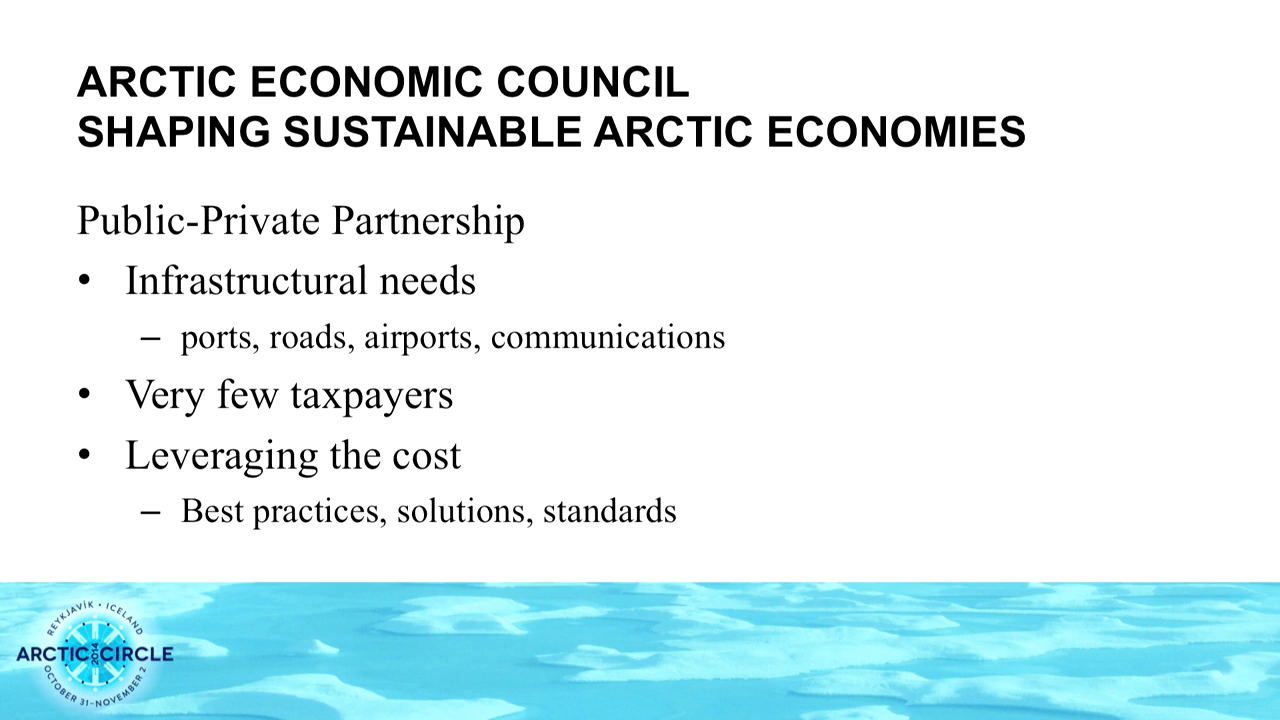 ARCTIC ECONOMIC COUNCIL
SHAPING SUSTAINABLE ARCTIC ECONOMIES
Public-Private Partnership
• Infrastructural needs
– ports, roads, airports, communications
• Very few taxpayers
• Leveraging the cost
– Best practices, solutions, standards
REYKJAVÍK • ICELAND
ARCTIC CIRCLE
2014
OCTOBER 31-NOVEMBER 2